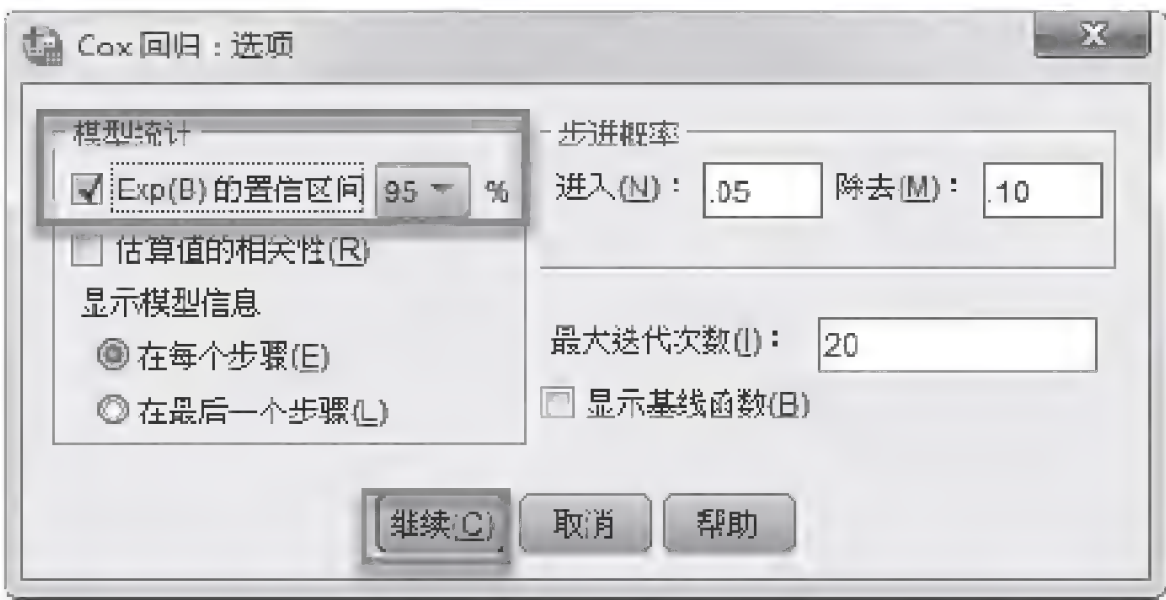 Cox 回归：选项
模型统计
Exp(B) 的置信区间 95 %
估算值的相关性(R)
显示模型信息
在每个步骤(E)
在最后一个步骤(L)
步进概率
进入(N)： .05 除去(M)： .10
最大迭代次数(I)： 20
显示基线函数(B)
继续(C) 取消 帮助